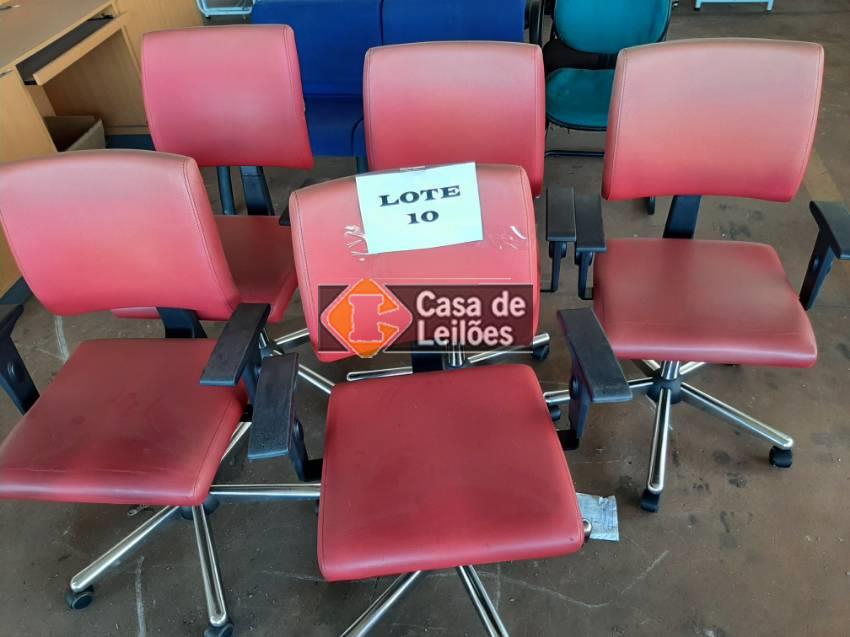 LOTE
10
Casa de
Leilões